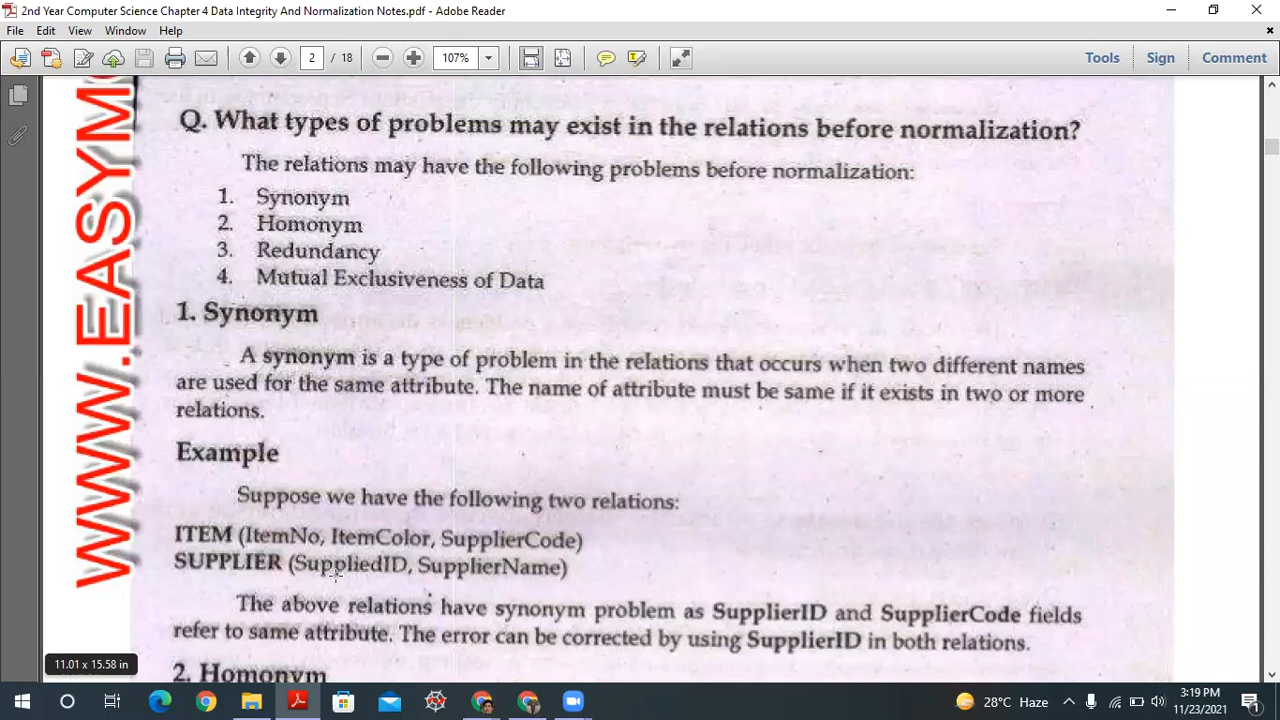 2nd Year Computer Science Chapter 4 Data Integrity And Normalization Notes.pdf - Adobe Reader
File Edit View Window Help
2 / 18 107% Tools Sign Comment
WWW.EASYM
Q. What types of problems may exist in the relations before normalization?
The relations may have the following problems before normalization:
1. Synonym
2. Homonym
3. Redundancy
4. Mutual Exclusiveness of Data
1. Synonym
A synonym is a type of problem in the relations that occurs when two different names
are used for the same attribute. The name of attribute must be same if it exists in two or more
relations.
Example
Suppose we have the following two relations:
ITEM (ItemNo, ItemColor, SupplierCode)
SUPPLIER (SuppliedID, SupplierName)
The above relations have synonym problem as SupplierID and SupplierCode fields
refer to same attribute. The error can be corrected by using SupplierID in both relations.
2. Homonym
11.01 x 15.58 in
28°C Haze
3:19 PM
11/23/2021
1